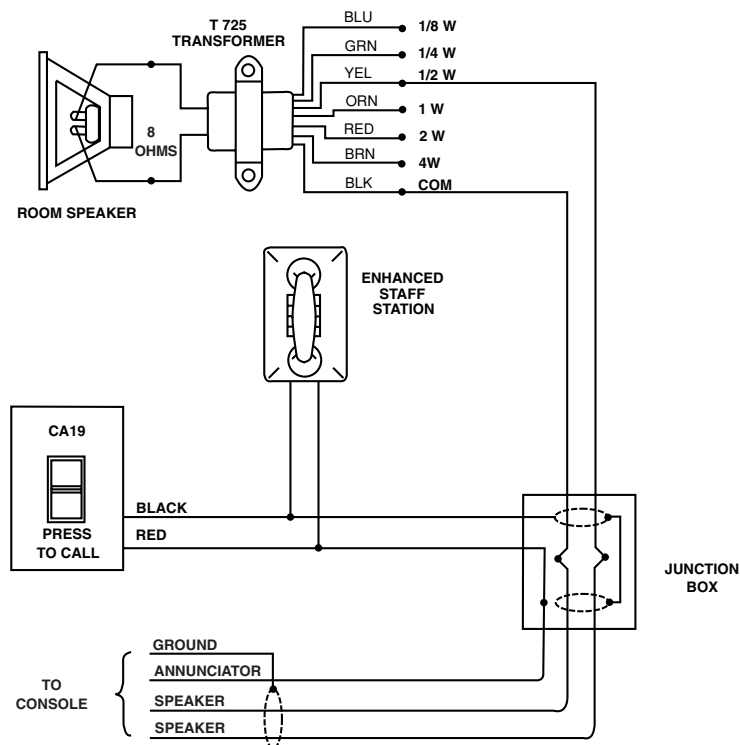 T 725
TRANSFORMER
BLU
1/8 W
GRN
1/4 W
YEL
1/2 W
ORN
1 W
RED
2 W
BRN
4W
BLK
COM
8
OHMS
ROOM SPEAKER
ENHANCED
STAFF
STATION
CA19
PRESS
TO CALL
BLACK
RED
JUNCTION
BOX
TO
CONSOLE
GROUND
ANNUNCIATOR
SPEAKER
SPEAKER